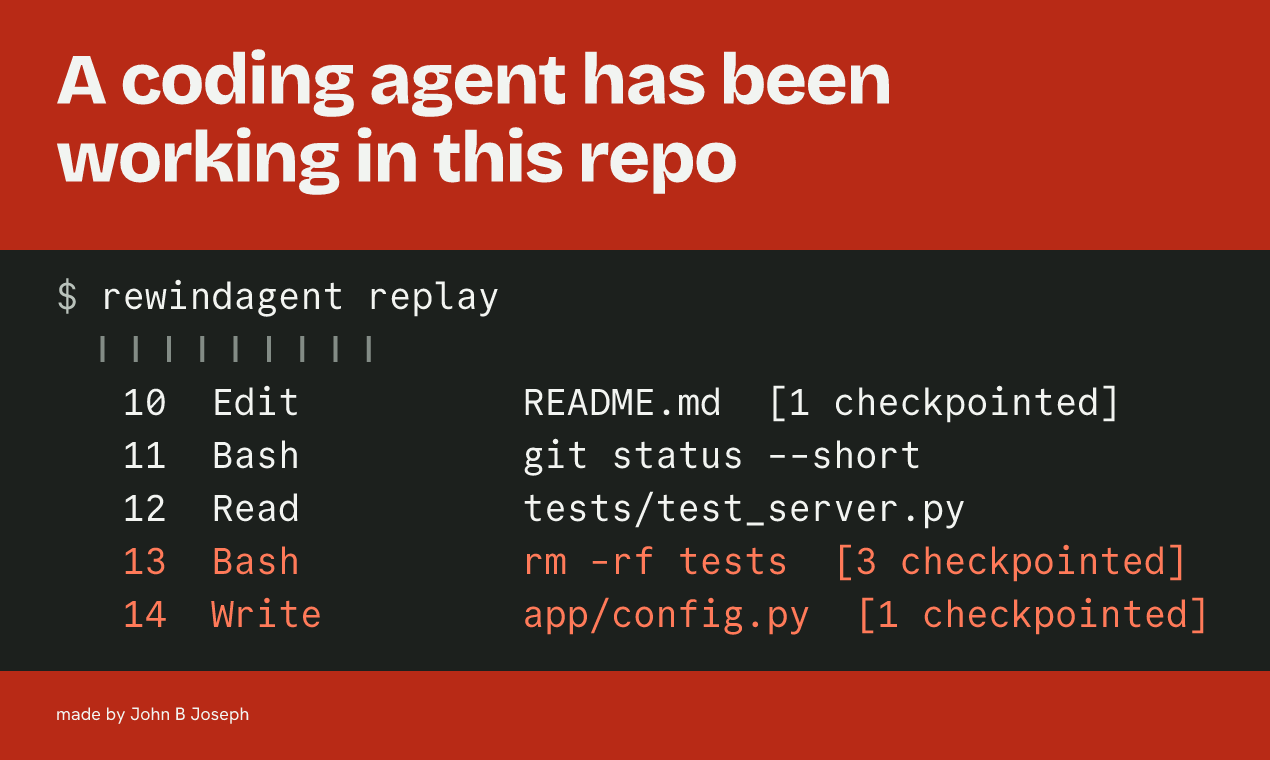 A coding agent has been
working in this repo
$ rewindagent replay
| | | | | | | | |
10 Edit README.md [1 checkpointed]
11 Bash git status --short
12 Read tests/test_server.py
13 Bash rm -rf tests [3 checkpointed]
14 Write app/config.py [1 checkpointed]
made by John B Joseph